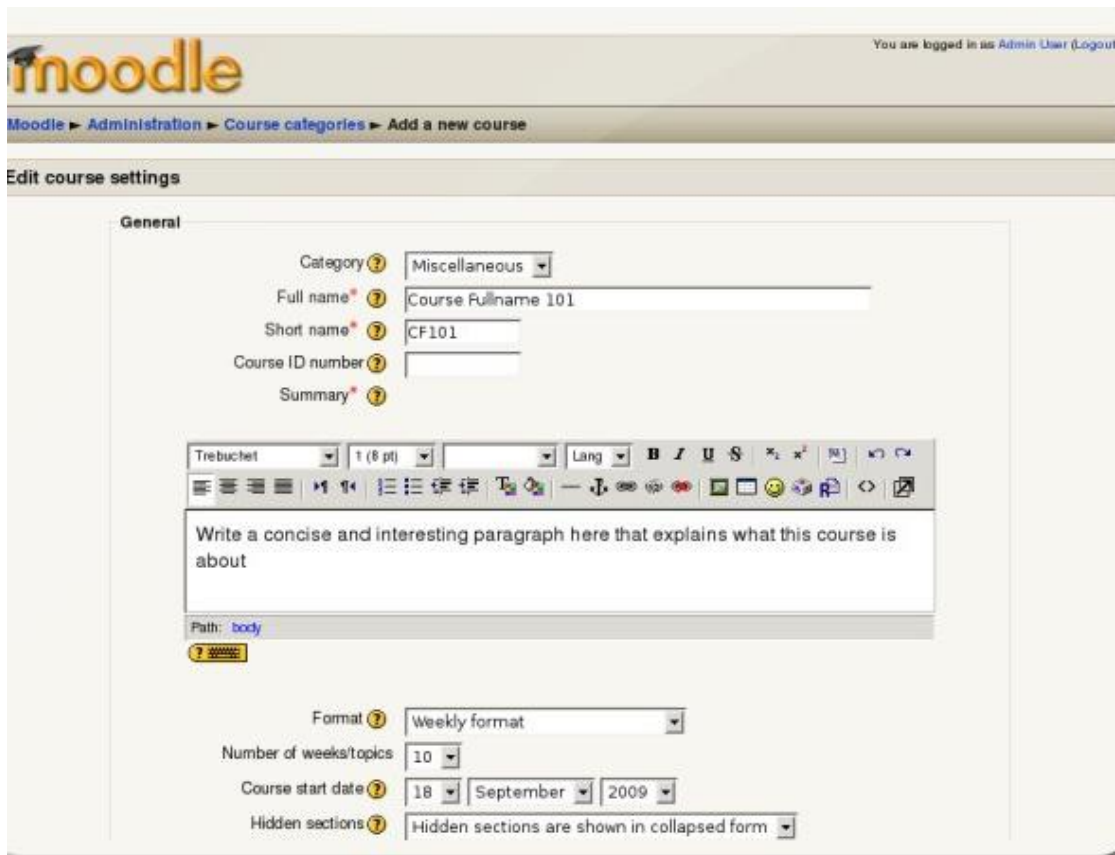 moodle
You are logged in as Admin User (Logout
Moodle ► Administration ► Course categories ► Add a new course
Edit course settings
General
Category ?
Miscellaneous
Full name* ?
Course Fullname 101
Short name* ?
CF101
Course ID number ?
Summary* ?
Trebuchet 1 (8 pt) Lang B I U S x₂ x²
Write a concise and interesting paragraph here that explains what this course is
about
Path: body
?
Format ?
Weekly format
Number of weeks/topics
10
Course start date ?
18 September 2009
Hidden sections ?
Hidden sections are shown in collapsed form